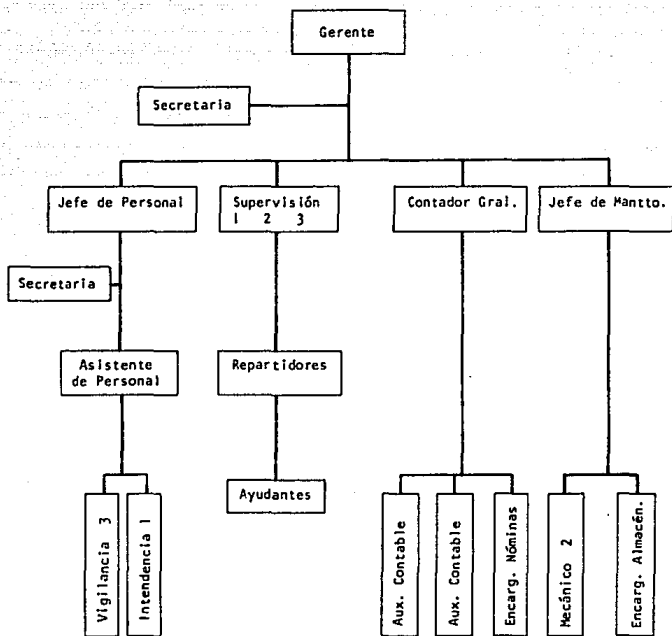 Gerente
Secretaria
Jefe de Personal
Supervisión
1 2 3
Contador Gral.
Jefe de Mantto.
Secretaria
Asistente
de Personal
Repartidores
Ayudantes
Vigilancia 3
Intendencia 1
Aux. Contable
Aux. Contable
Encarg. Nóminas
Mecánico 2
Encarg. Almacén.